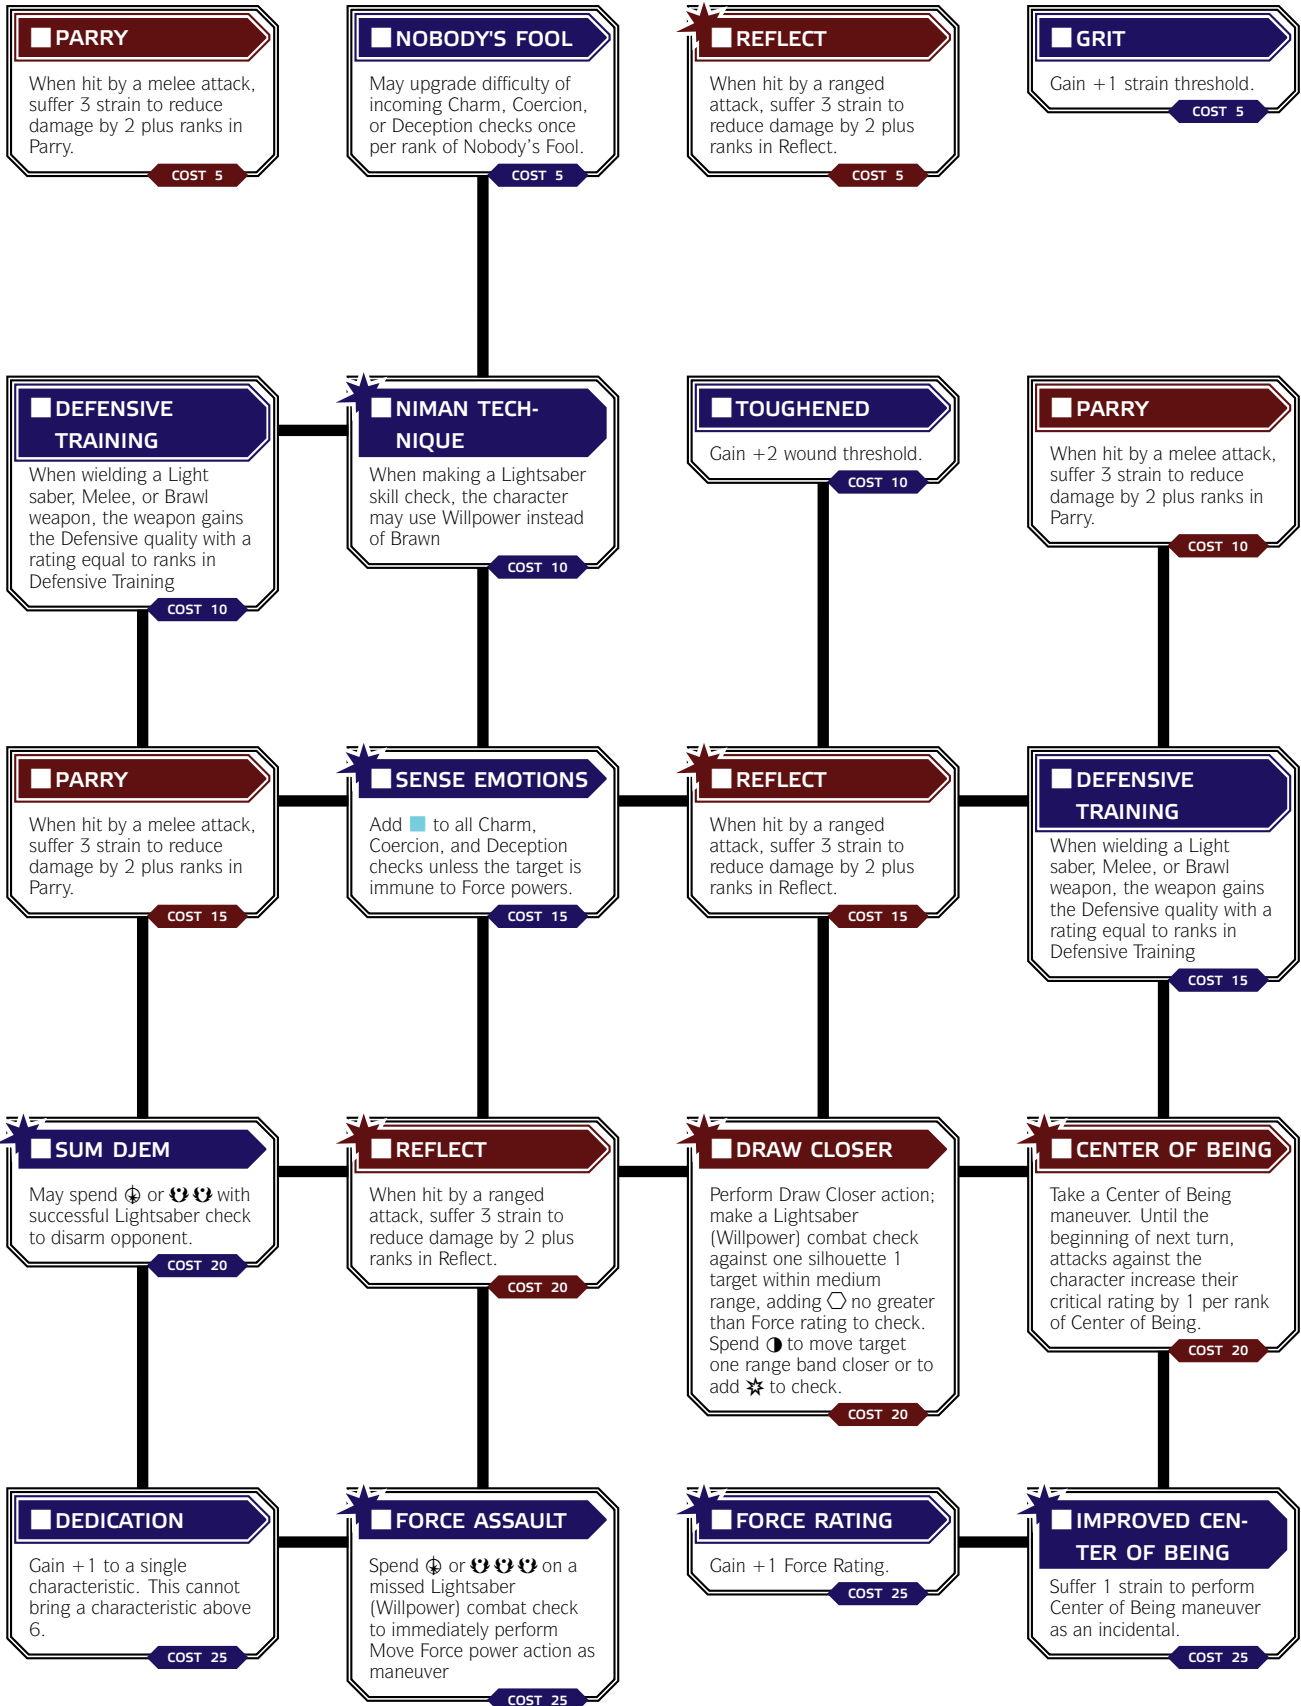 PARRY
When hit by a melee attack,
suffer 3 strain to reduce
damage by 2 plus ranks in
Parry.
COST 5
NOBODY'S FOOL
May upgrade difficulty of
incoming Charm, Coercion,
or Deception checks once
per rank of Nobody's Fool.
COST 5
REFLECT
When hit by a ranged
attack, suffer 3 strain to
reduce damage by 2 plus
ranks in Reflect.
COST 5
GRIT
Gain +1 strain threshold.
COST 5
DEFENSIVE
TRAINING
When wielding a Light
saber, Melee, or Brawl
weapon, the weapon gains
the Defensive quality with a
rating equal to ranks in
Defensive Training
COST 10
NIMAN TECH-
NIQUE
When making a Lightsaber
skill check, the character
may use Willpower instead
of Brawn
COST 10
TOUGHENED
Gain +2 wound threshold.
COST 10
PARRY
When hit by a melee attack,
suffer 3 strain to reduce
damage by 2 plus ranks in
Parry.
COST 10
PARRY
When hit by a melee attack,
suffer 3 strain to reduce
damage by 2 plus ranks in
Parry.
COST 15
SENSE EMOTIONS
Add to all Charm,
Coercion, and Deception
checks unless the target is
immune to Force powers.
COST 15
REFLECT
When hit by a ranged
attack, suffer 3 strain to
reduce damage by 2 plus
ranks in Reflect.
COST 15
DEFENSIVE
TRAINING
When wielding a Light
saber, Melee, or Brawl
weapon, the weapon gains
the Defensive quality with a
rating equal to ranks in
Defensive Training
COST 15
SUM DJEM
May spend or with
successful Lightsaber check
to disarm opponent.
COST 20
REFLECT
When hit by a ranged
attack, suffer 3 strain to
reduce damage by 2 plus
ranks in Reflect.
COST 20
DRAW CLOSER
Perform Draw Closer action;
make a Lightsaber
(Willpower) combat check
against one silhouette 1
target within medium
range, adding no greater
than Force rating to check.
Spend to move target
one range band closer or to
add to check.
COST 20
CENTER OF BEING
Take a Center of Being
maneuver. Until the
beginning of next turn,
attacks against the
character increase their
critical rating by 1 per rank
of Center of Being.
COST 20
DEDICATION
Gain +1 to a single
characteristic. This cannot
bring a characteristic above
6.
COST 25
FORCE ASSAULT
Spend or on a
missed Lightsaber
(Willpower) combat check
to immediately perform
Move Force power action as
maneuver
COST 25
FORCE RATING
Gain +1 Force Rating.
COST 25
IMPROVED CEN-
TER OF BEING
Suffer 1 strain to perform
Center of Being maneuver
as an incidental.
COST 25